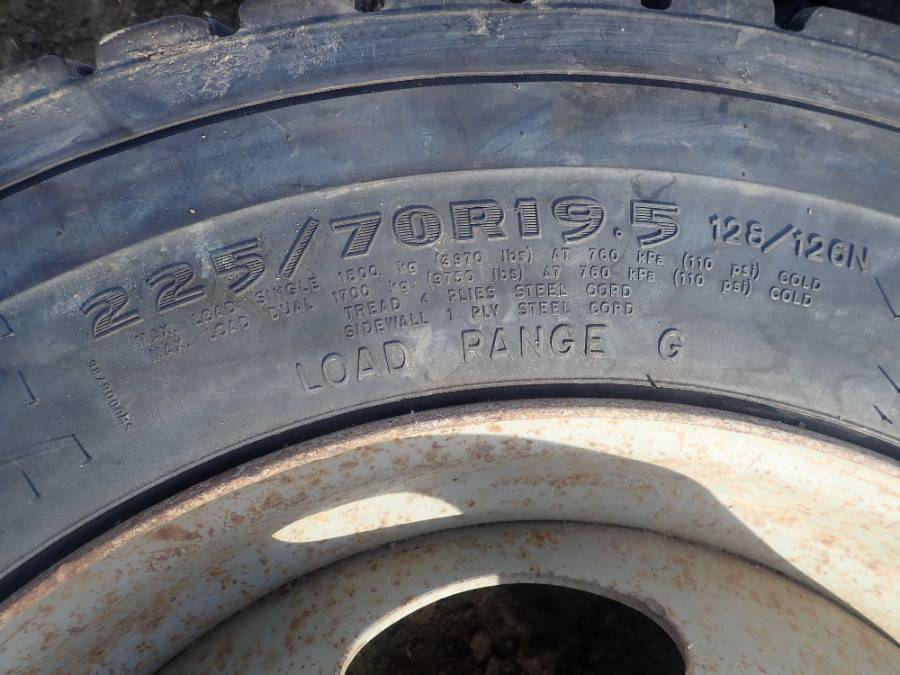 225/70R19.5 128/126N
MAX. LOAD SINGLE 1800. kg (3970 lbs) AT 760 kPa (110 psi) COLD
MAX. LOAD DUAL 1700 kg (3750 lbs) AT 760 kPa (110 psi) COLD
TREAD 4 PLIES STEEL CORD
SIDEWALL 1 PLY STEEL CORD
LOAD RANGE G